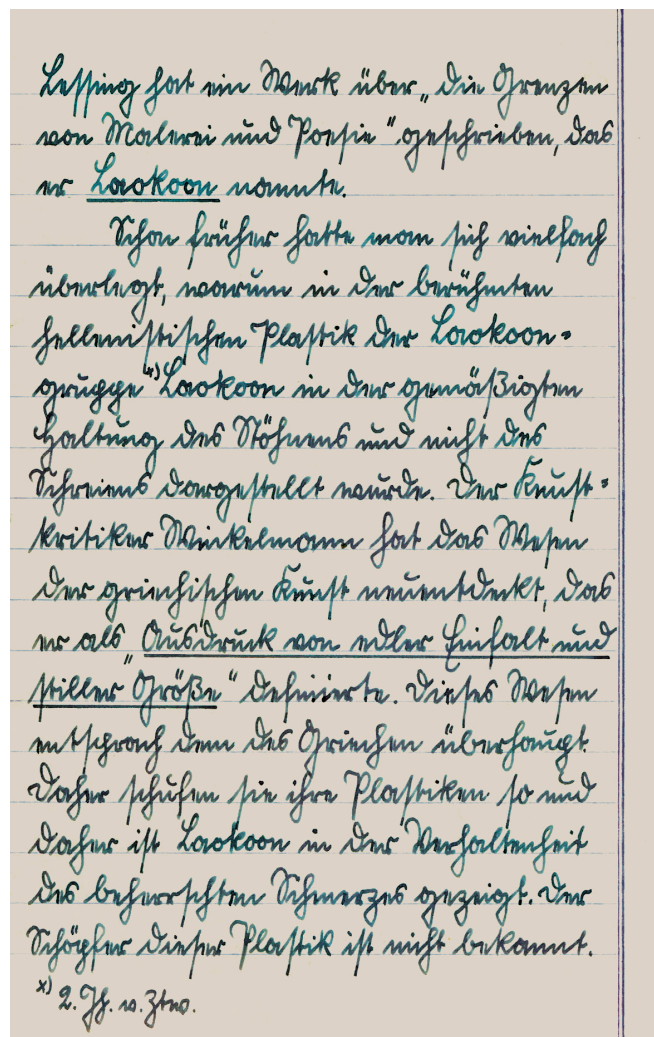 Lessing hat ein Werk über „die Grenzen
von Malerei und Poesie" geschrieben, das
er Laokoon nannte.
Schon früher hatte man sich vielfach
überlegt, warum in der berühmten
hellenistischen Plastik der Laokoon-
gruppe x) Laokoon in der gemäßigten
Haltung des Stöhnens und nicht des
Schreiens dargestellt wurde. Der Kunst-
kritiker Winkelmann hat das Wesen
der griechischen Kunst neuentdeckt, das
er als "Ausdruck von edler Einfalt und
stiller Größe" definierte. Dieses Wesen
entsprach dem des Griechen überhaupt.
Daher schufen sie ihre Plastiken so und
daher ist Laokoon in der Verhaltenheit
des beherrschten Schmerzes gezeigt. Der
Schöpfer dieser Plastik ist nicht bekannt.
x) 2. Jh. v. Ztw.